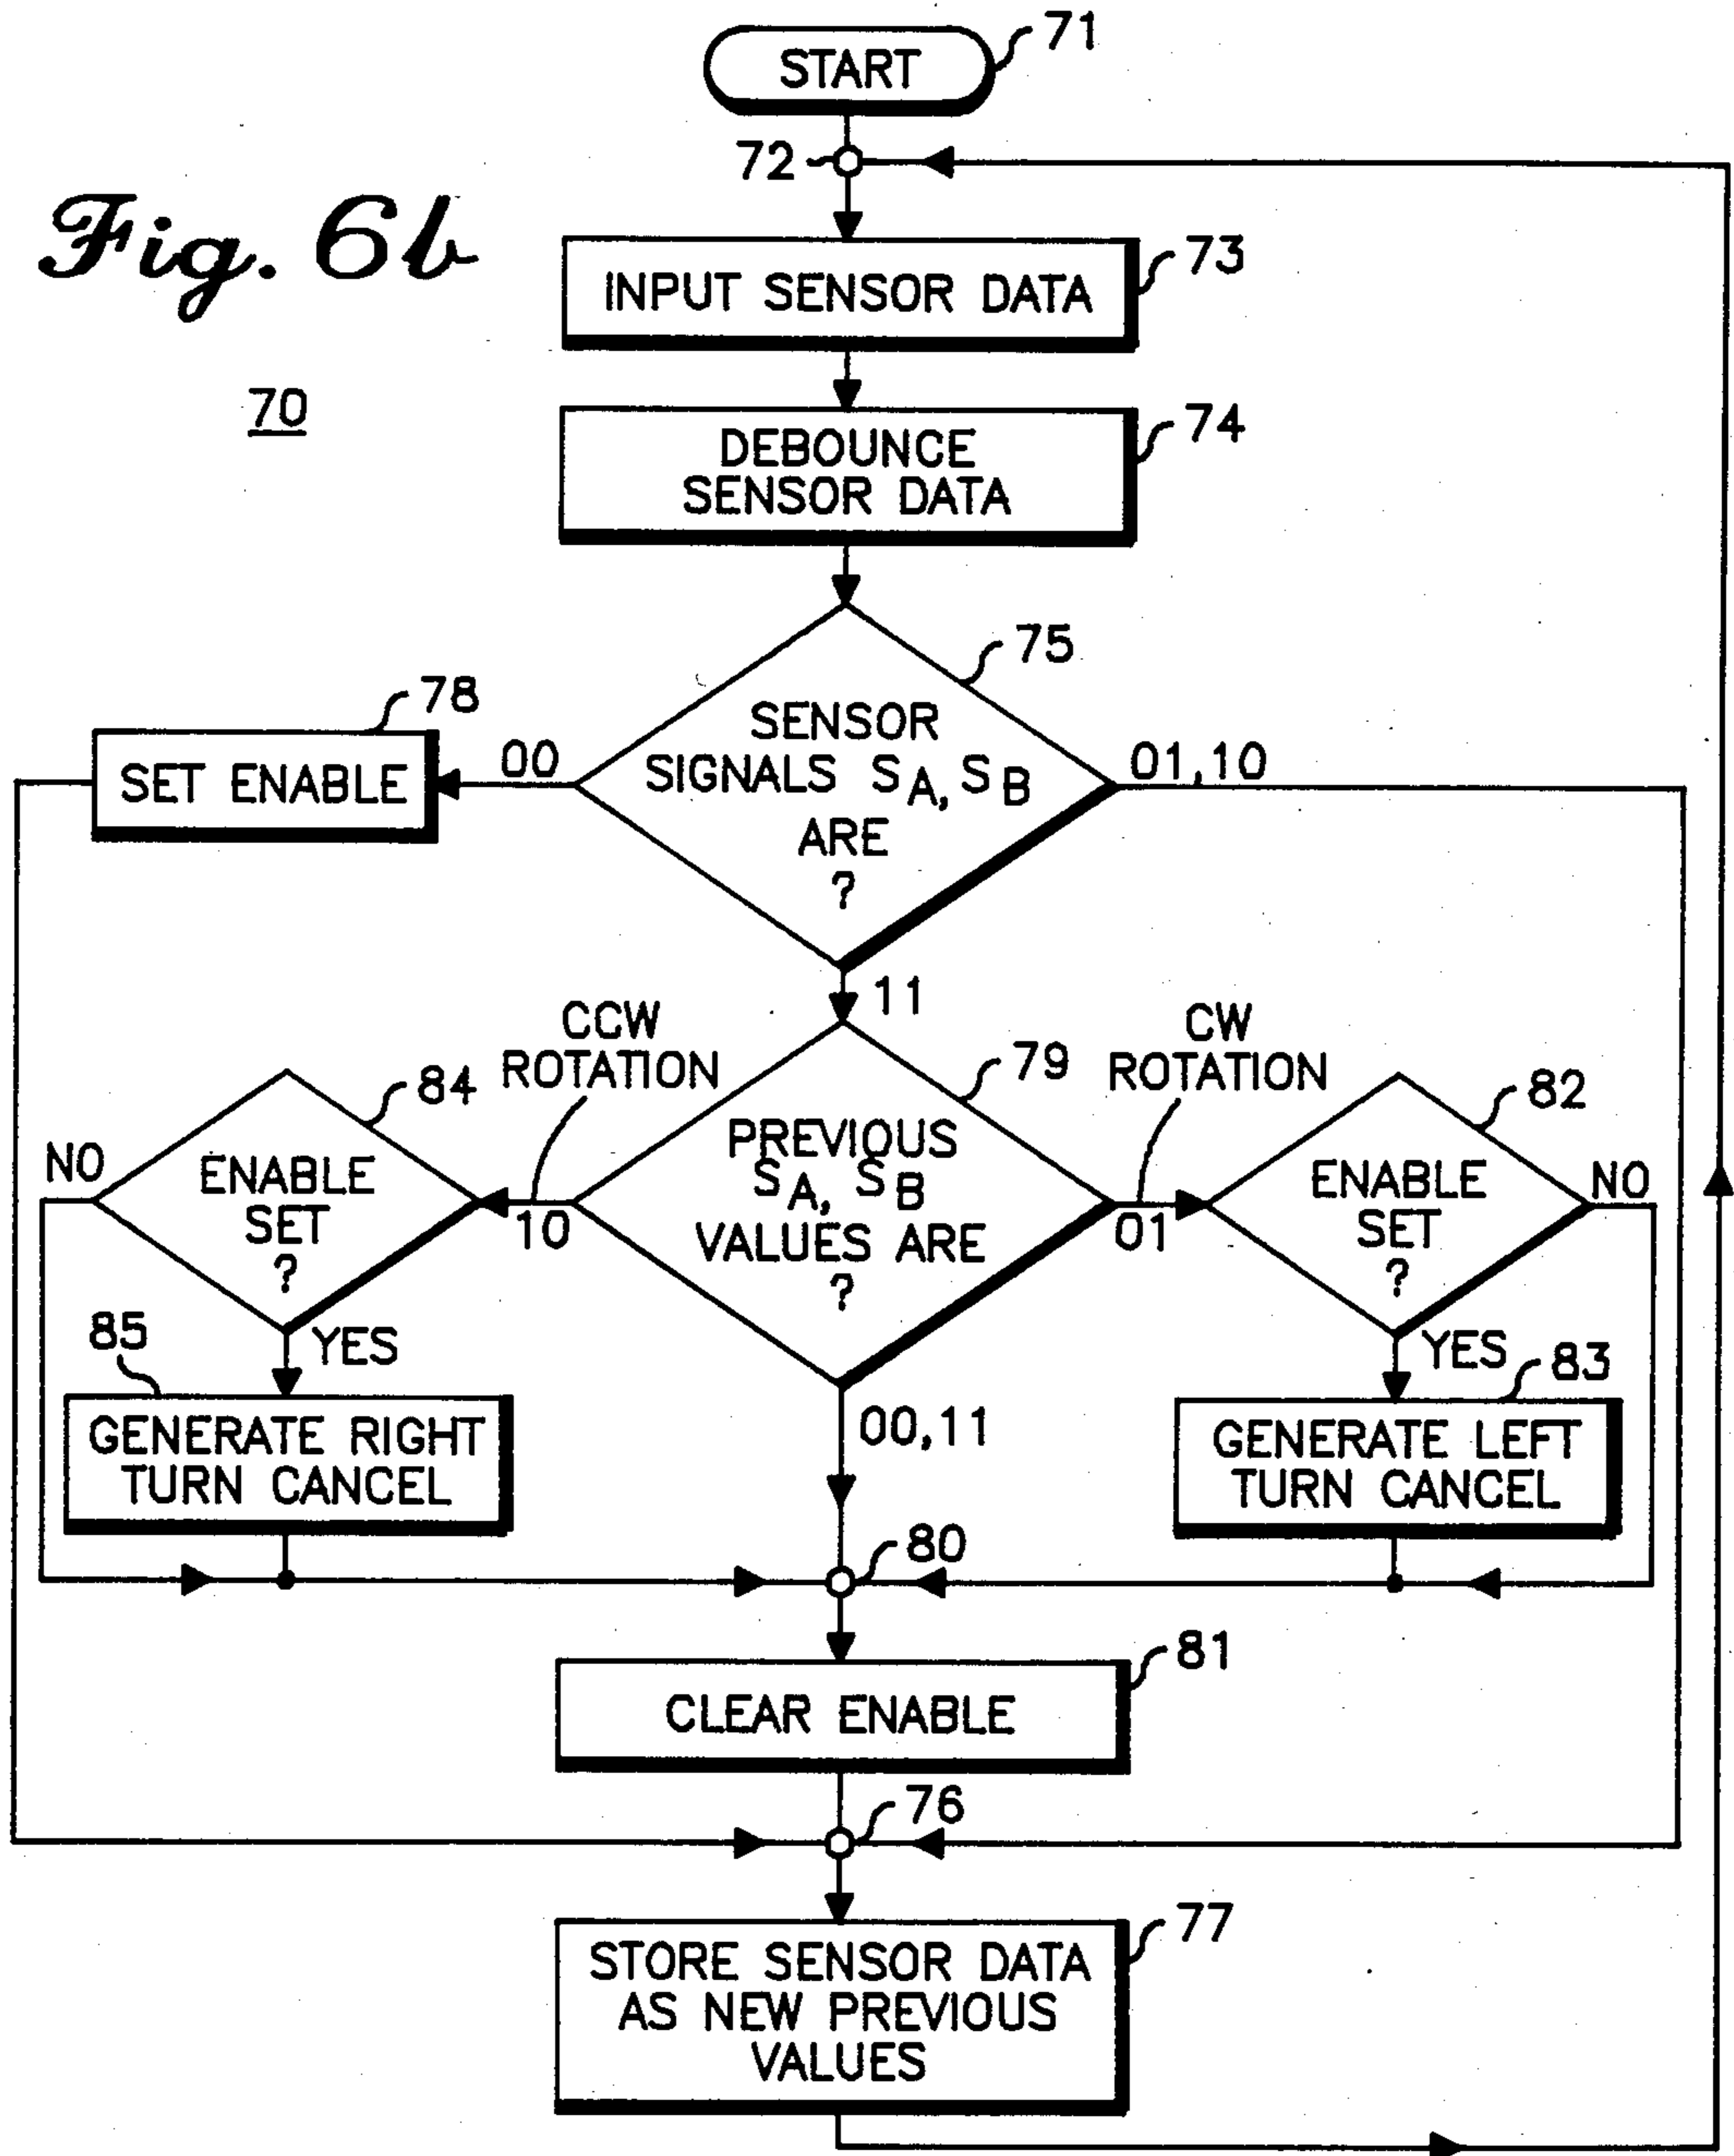 START
71
72
Fig. 6b
INPUT SENSOR DATA
73
70
DEBOUNCE
SENSOR DATA
74
75
78
SET ENABLE
00
SENSOR
SIGNALS SA, SB
ARE
?
01,10
11
CCW
ROTATION
CW
ROTATION
84
79
82
NO
ENABLE
SET
?
10
PREVIOUS
SA, SB
VALUES ARE
?
01
ENABLE
SET
?
NO
85
YES
YES
83
GENERATE RIGHT
TURN CANCEL
00,11
GENERATE LEFT
TURN CANCEL
80
81
CLEAR ENABLE
76
77
STORE SENSOR DATA
AS NEW PREVIOUS
VALUES